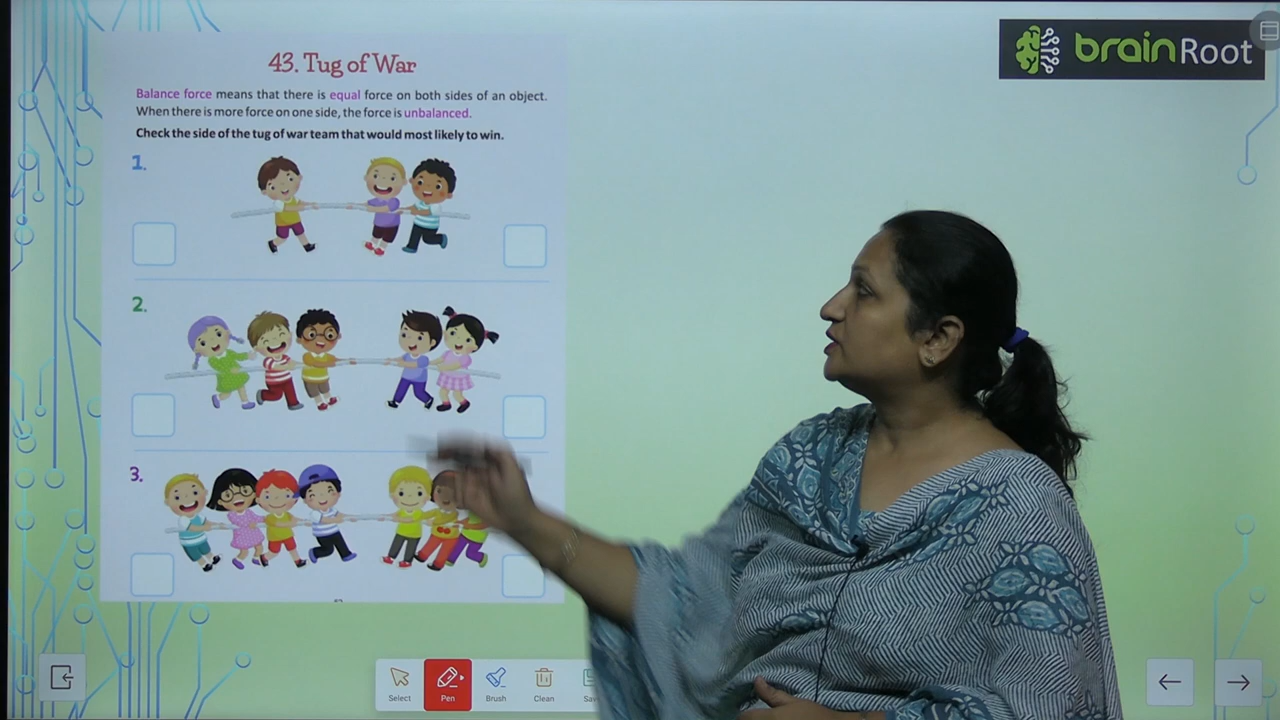 brainRoot
43. Tug of War
Balance force means that there is equal force on both sides of an object.
When there is more force on one side, the force is unbalanced.
Check the side of the tug of war team that would most likely to win.
1.
2.
3.
Select
Pen
Brush
Clean